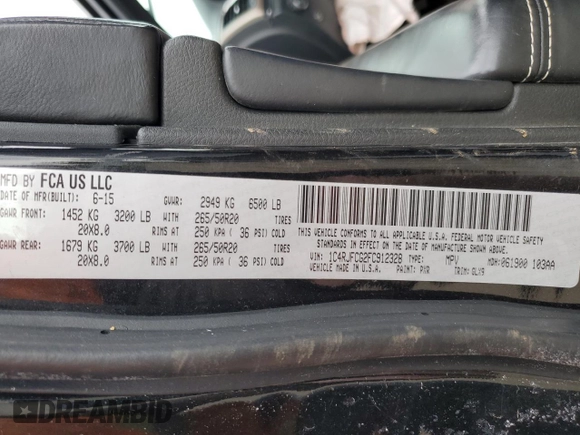 MFD BY FCA US LLC
DATE OF MFR(BUILT): 6-15 GVWR: 2949 KG 6500 LB
GAWR FRONT: 1452 KG 3200 LB WITH 265/50R20 TIRES
20X8.0 RIMS AT 250 KPA ( 36 PSI) COLD
GAWR REAR: 1679 KG 3700 LB WITH 265/50R20 TIRES
20X8.0 RIMS AT 250 KPA ( 36 PSI) COLD
THIS VEHICLE CONFORMS TO ALL APPLICABLE U.S.A. FEDERAL MOTOR VEHICLE
SAFETY, BUMPER, AND THEFT PREVENTION STANDARDS IN EFFECT ON THE
DATE OF MANUFACTURE SHOWN ABOVE.
VIN: 1C4RJFCG2FC912328 TYPE: MPV MDH: 061900 103AA
VEHICLE MADE IN U.S.A. PAINT: PXR TRIM: GLX9
DREAMBID